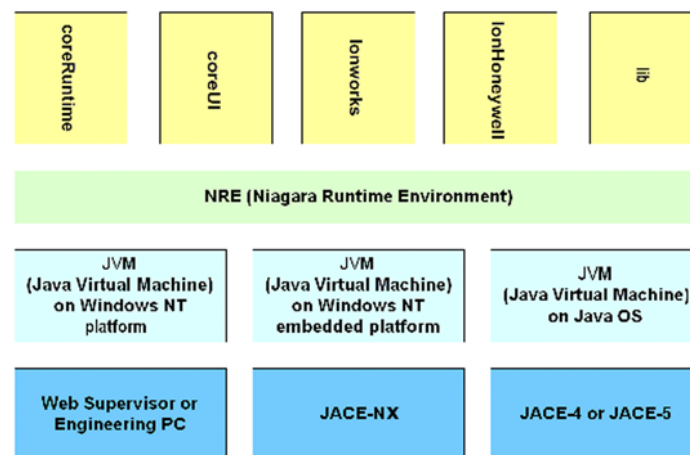 coreRuntime
coreUI
lonworks
lonHoneywell
lib
NRE (Niagara Runtime Environment)
JVM
(Java Virtual Machine)
on Windows NT
platform
JVM
(Java Virtual Machine)
on Windows NT
embedded platform
JVM
(Java Virtual Machine)
on Java OS
Web Supervisor or
Engineering PC
JACE-NX
JACE-4 or JACE-5